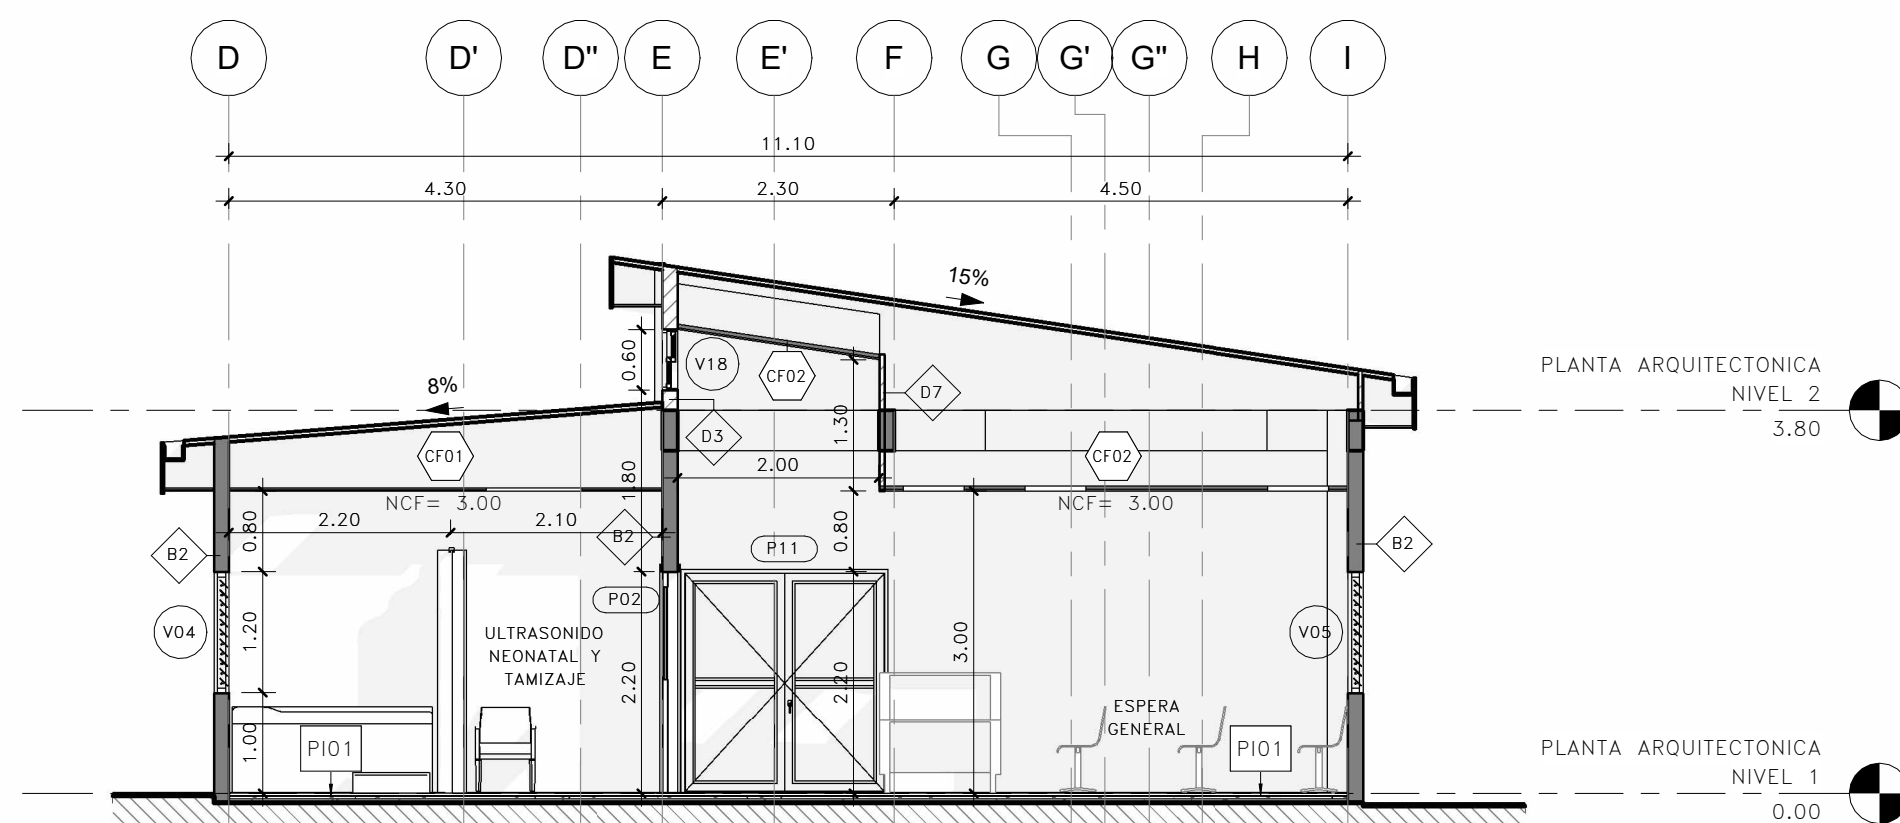 D D' D" E E' F G G' G" H I
11.10
4.30 2.30 4.50
15%
8%
0.60
V18
CF02
D7
PLANTA ARQUITECTONICA
NIVEL 2
3.80
D3
1.30
CF01
CF02
2.00
1.80
NCF= 3.00
NCF= 3.00
2.20
2.10
0.80
B2
B2
P11
0.80
B2
P02
V04
1.20
ULTRASONIDO
NEONATAL Y
TAMIZAJE
2.20
2.20
3.00
V05
1.00
PI01
ESPERA
GENERAL
PI01
PLANTA ARQUITECTONICA
NIVEL 1
0.00